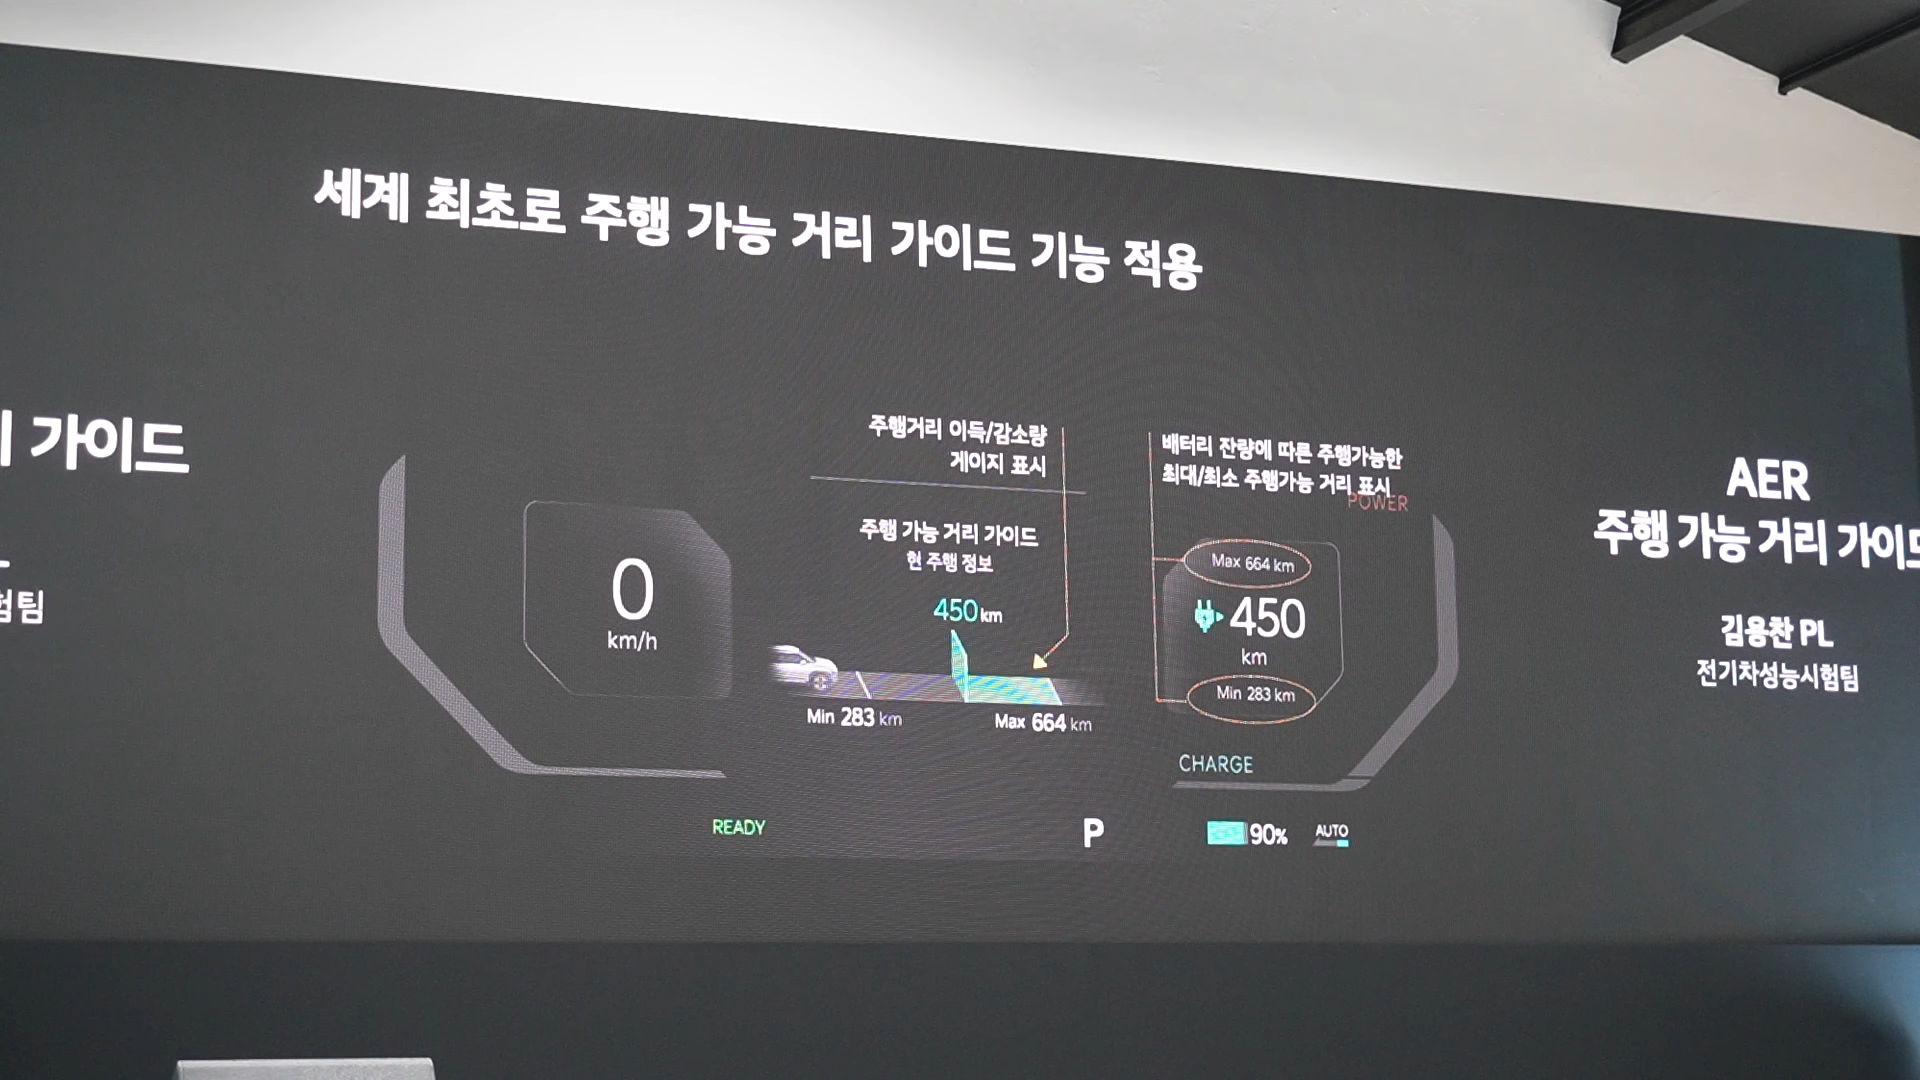 세계 최초로 주행 가능 거리 가이드 기능 적용
가이드
험팀
주행거리 이득/감소량
게이지 표시
주행 가능 거리 가이드
현 주행 정보
450 km
Min 283 km
Max 664 km
0
km/h
배터리 잔량에 따른 주행가능한
최대/최소 주행가능 거리 표시
POWER
Max 664 km
450
km
Min 283 km
CHARGE
READY
P
90%
AUTO
AER
주행 가능 거리 가이드
김용찬 PL
전기차성능시험팀